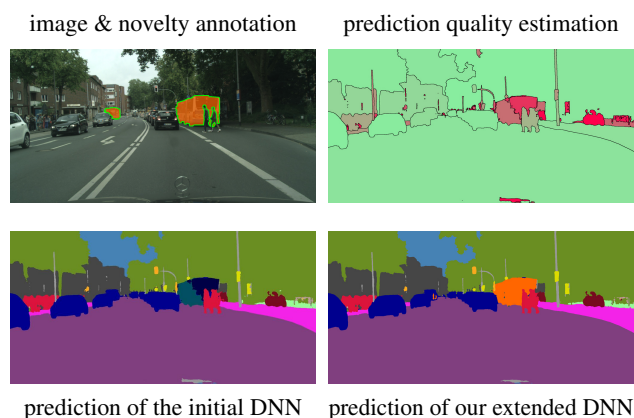 image & novelty annotation
prediction quality estimation
prediction of the initial DNN
prediction of our extended DNN